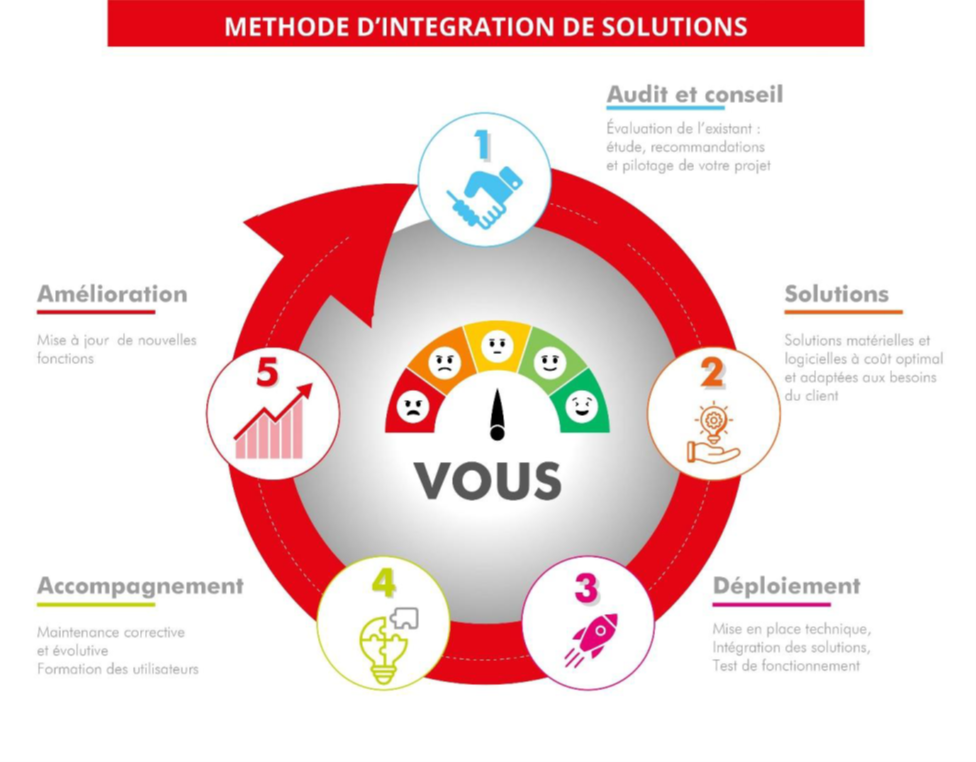 METHODE D’INTEGRATION DE SOLUTIONS
1
Audit et conseil
Évaluation de l’existant :
étude, recommandations
et pilotage de votre projet
2
Solutions
Solutions matérielles et
logicielles à coût optimal
et adaptées aux besoins
du client
3
Déploiement
Mise en place technique,
Intégration des solutions,
Test de fonctionnement
4
Accompagnement
Maintenance corrective
et évolutive
Formation des utilisateurs
5
Amélioration
Mise à jour de nouvelles
fonctions
VOUS